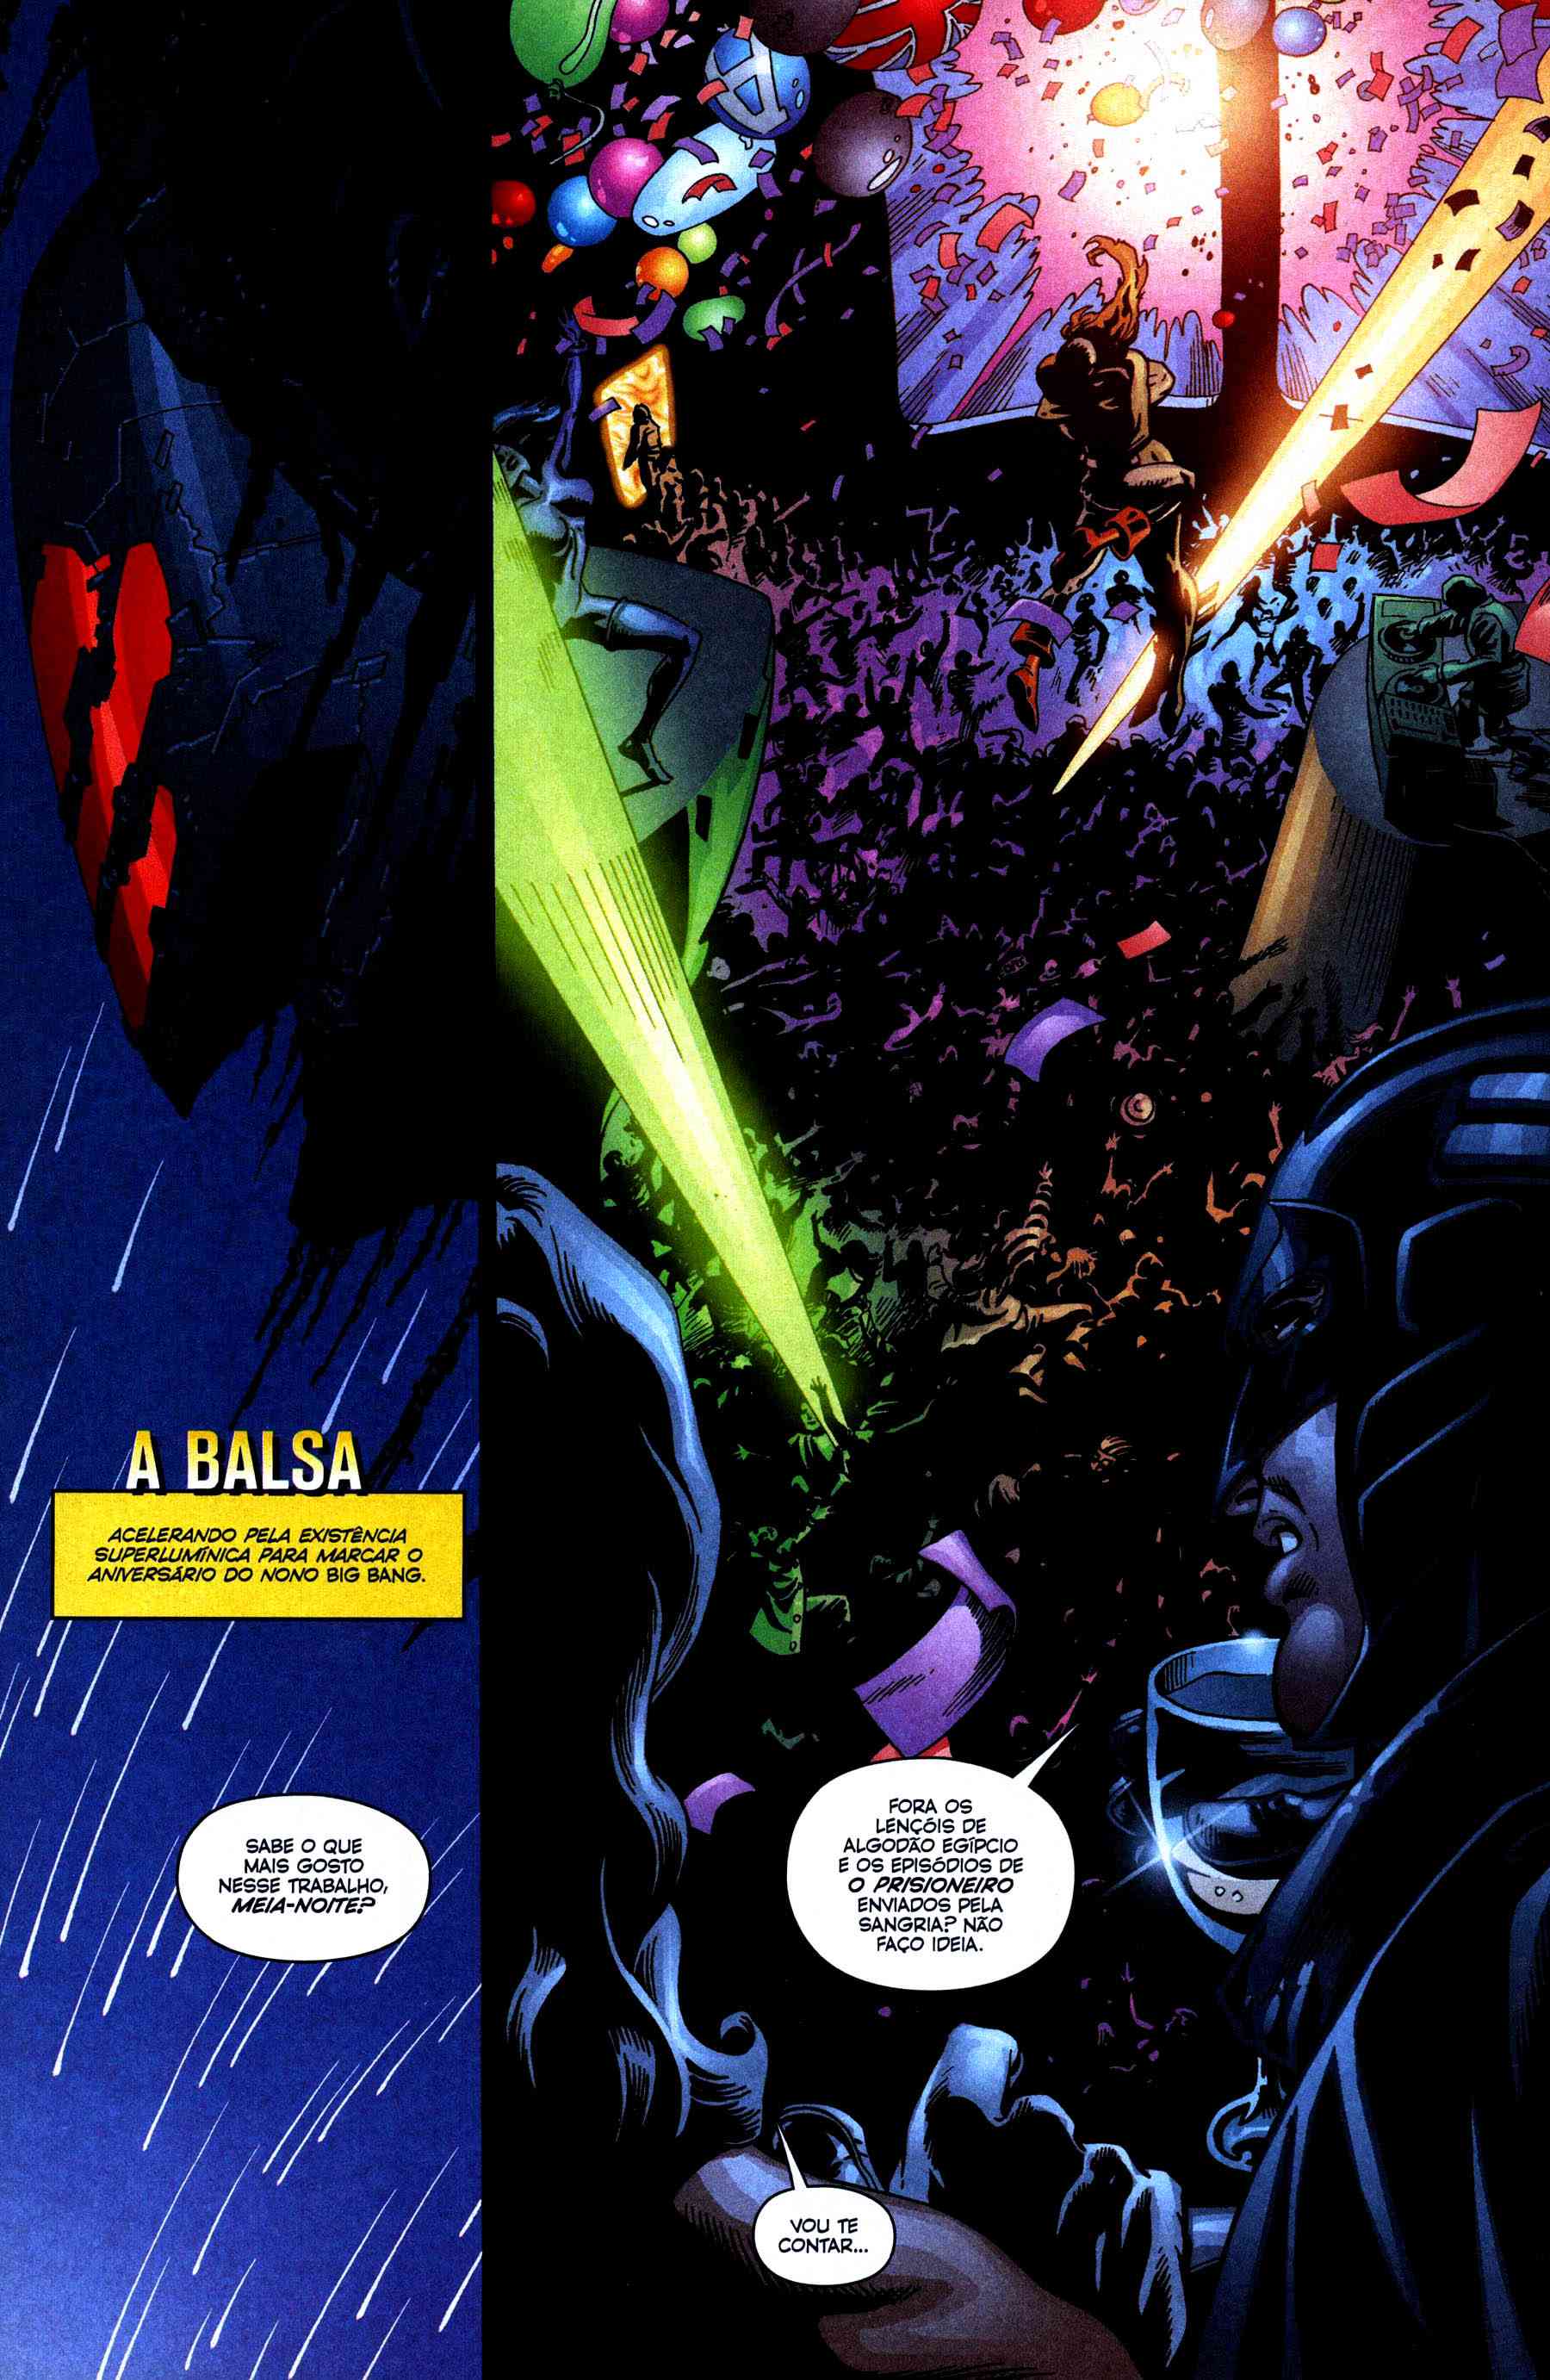 A BALSA
ACELERANDO PELA EXISTÊNCIA
SUPERLUMÍNICA PARA MARCAR O
ANIVERSÁRIO DO NONO BIG BANG.
SABE O QUE
MAIS GOSTO
NESSE TRABALHO,
MEIA-NOITE?
FORA OS
LENÇÓIS DE
ALGODÃO EGÍPCIO
E OS EPISÓDIOS DE
O PRISIONEIRO
ENVIADOS PELA
SANGRIA? NÃO
FAÇO IDEIA.
VOU TE
CONTAR...